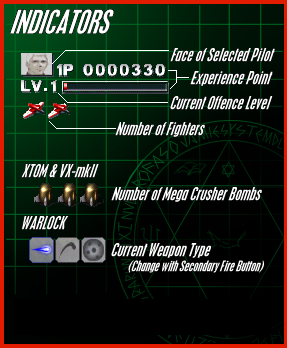 INDICATORS
Face of Selected Pilot
1P 0000330
Experience Point
LV.1
Current Offence Level
Number of Fighters
XTOM & VX-mkII
Number of Mega Crusher Bombs
WARLOCK
Current Weapon Type
(Change with Secondary Fire Button)